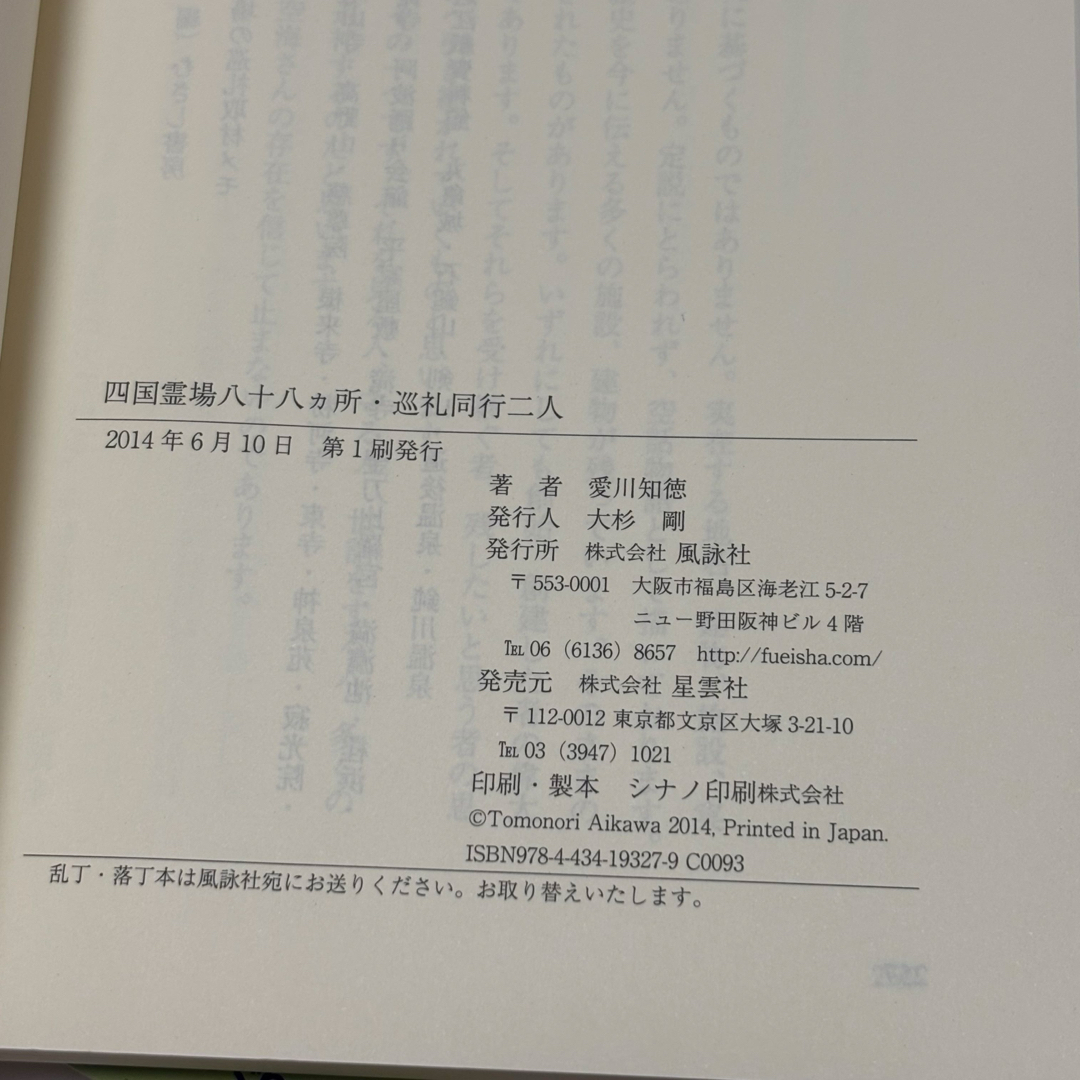 四国霊場八十八ヵ所・巡礼同行二人
2014年6月10日　第1刷発行
著　者　愛川知徳
発行人　大杉　剛
発行所　株式会社 風詠社
〒553-0001　大阪市福島区海老江5-2-7
ニュー野田阪神ビル4階
℡06（6136）8657　http://fueisha.com/
発売元　株式会社 星雲社
〒112-0012 東京都文京区大塚3-21-10
℡03（3947）1021
印刷・製本　シナノ印刷株式会社
©Tomonori Aikawa 2014, Printed in Japan.
ISBN978-4-434-19327-9 C0093
乱丁・落丁本は風詠社宛にお送りください。お取り替えいたします。